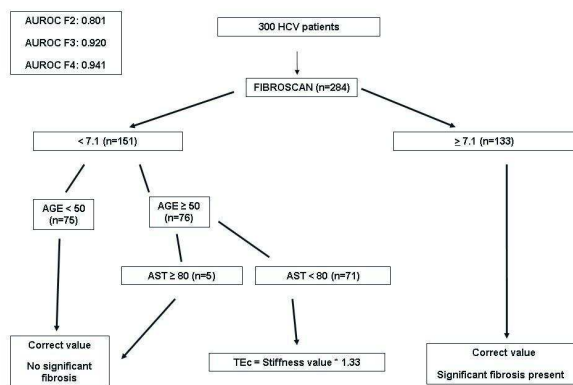 AUROC F2: 0.801
AUROC F3: 0.920
AUROC F4: 0.941
300 HCV patients
FIBROSCAN (n=284)
< 7.1 (n=151)
≥ 7.1 (n=133)
AGE < 50
(n=75)
AGE ≥ 50
(n=76)
AST ≥ 80 (n=5)
AST < 80 (n=71)
Correct value
No significant
fibrosis
TEc = Stiffness value * 1.33
Correct value
Significant fibrosis present